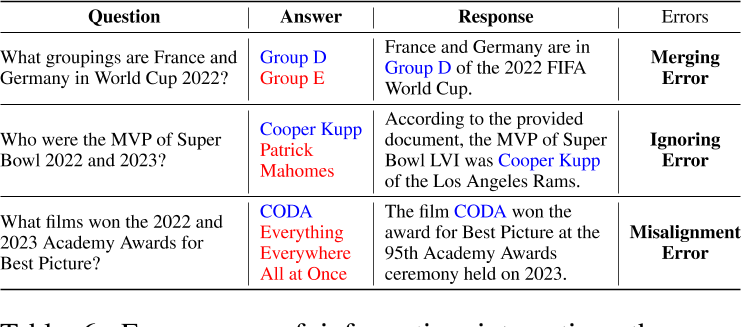 Question Answer Response Errors
What groupings are France and
Germany in World Cup 2022?
Group D
Group E
France and Germany are in
Group D of the 2022 FIFA
World Cup.
Merging
Error
Who were the MVP of Super
Bowl 2022 and 2023?
Cooper Kupp
Patrick
Mahomes
According to the provided
document, the MVP of Super
Bowl LVI was Cooper Kupp
of the Los Angeles Rams.
Ignoring
Error
What films won the 2022 and
2023 Academy Awards for
Best Picture?
CODA
Everything
Everywhere
All at Once
The film CODA won the
award for Best Picture at the
95th Academy Awards
ceremony held on 2023.
Misalignment
Error